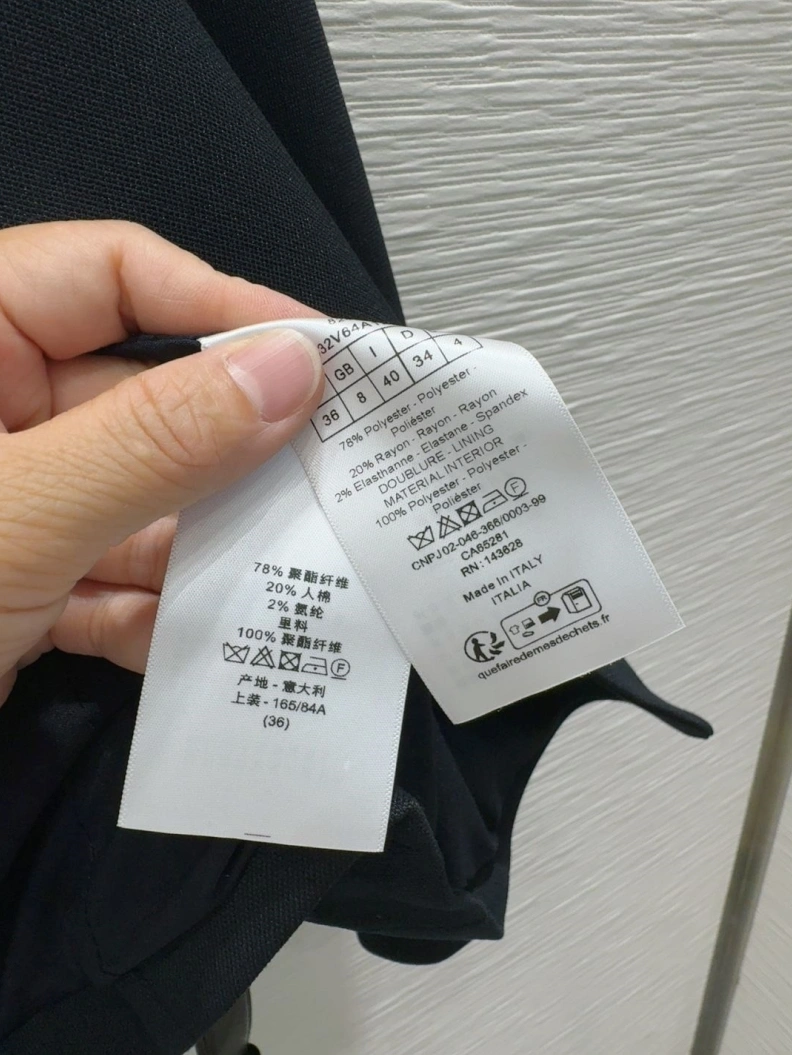 32V64A
GB I D
36 8 40 34 4
78% Polyester - Polyester -
Poliéster
20% Rayon - Rayon - Rayon
2% Elasthanne - Elastane - Spandex
DOUBLURE - LINING
MATERIAL INTERIOR
100% Polyester - Polyester -
Poliéster
F
CNPJ02-046-366/0003-99
CA65281
RN: 143628
Made in ITALY
ITALIA
FR
quefairedemesdechets.fr
78% 聚酯纤维
20% 人棉
2% 氨纶
里料
100% 聚酯纤维
F
产地 - 意大利
上装 - 165/84A
(36)